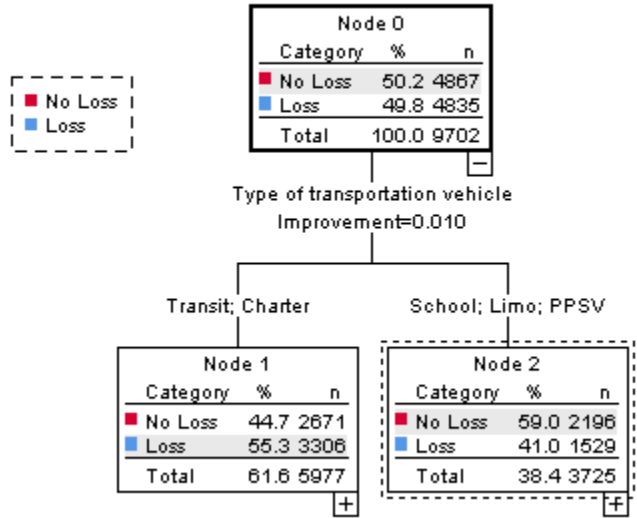 No Loss
Loss
Node 0
Category % n
No Loss 50.2 4867
Loss 49.8 4835
Total 100.0 9702
Type of transportation vehicle
Improvement=0.010
Transit; Charter
School; Limo; PPSV
Node 1
Category % n
No Loss 44.7 2671
Loss 55.3 3306
Total 61.6 5977
Node 2
Category % n
No Loss 59.0 2196
Loss 41.0 1529
Total 38.4 3725